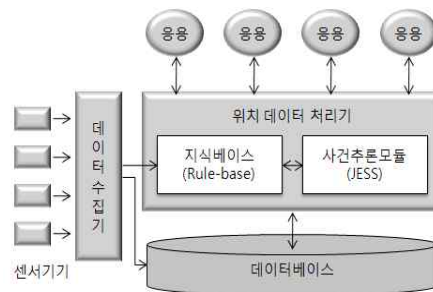 응용 응용 응용 응용
위치 데이터 처리기
데이터수집기
지식베이스
(Rule-base)
사건추론모듈
(JESS)
센서기기
데이터베이스